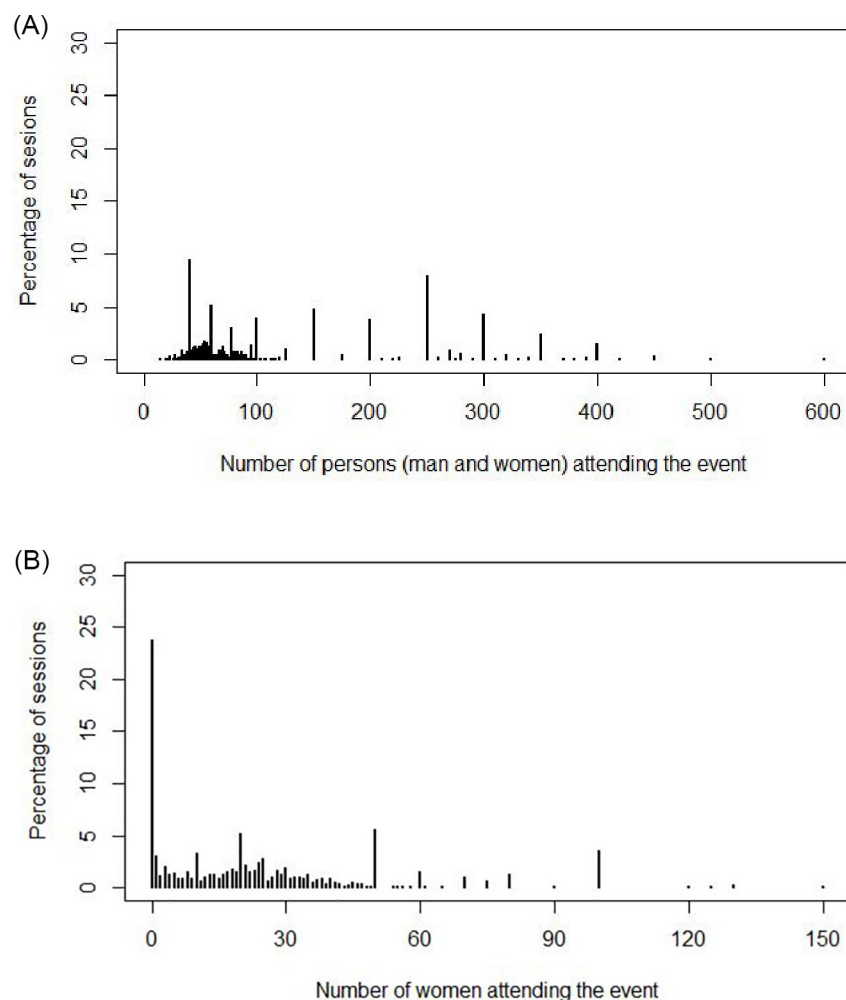 (A)
30
25
20
15
10
5
0
Percentage of sesions
0 100 200 300 400 500 600
Number of persons (man and women) attending the event
(B)
30
25
20
15
10
5
0
Percentage of sessions
0 30 60 90 120 150
Number of women attending the event